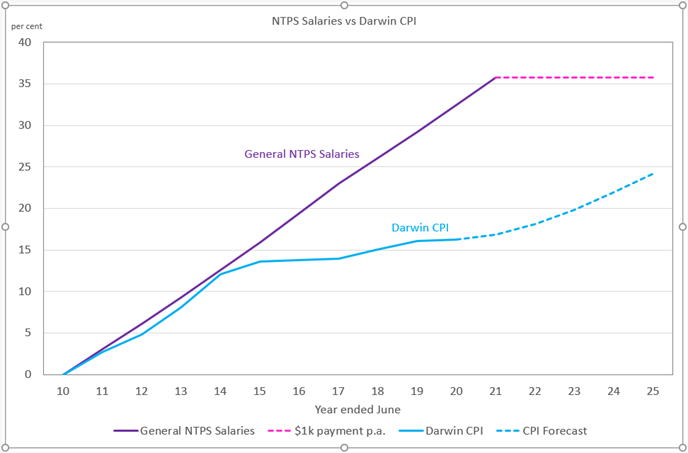 NTPS Salaries vs Darwin CPI
per cent
40
35
30
25
20
15
10
5
0
General NTPS Salaries
Darwin CPI
10 11 12 13 14 15 16 17 18 19 20 21 22 23 24 25
Year ended June
General NTPS Salaries $1k payment p.a. Darwin CPI CPI Forecast